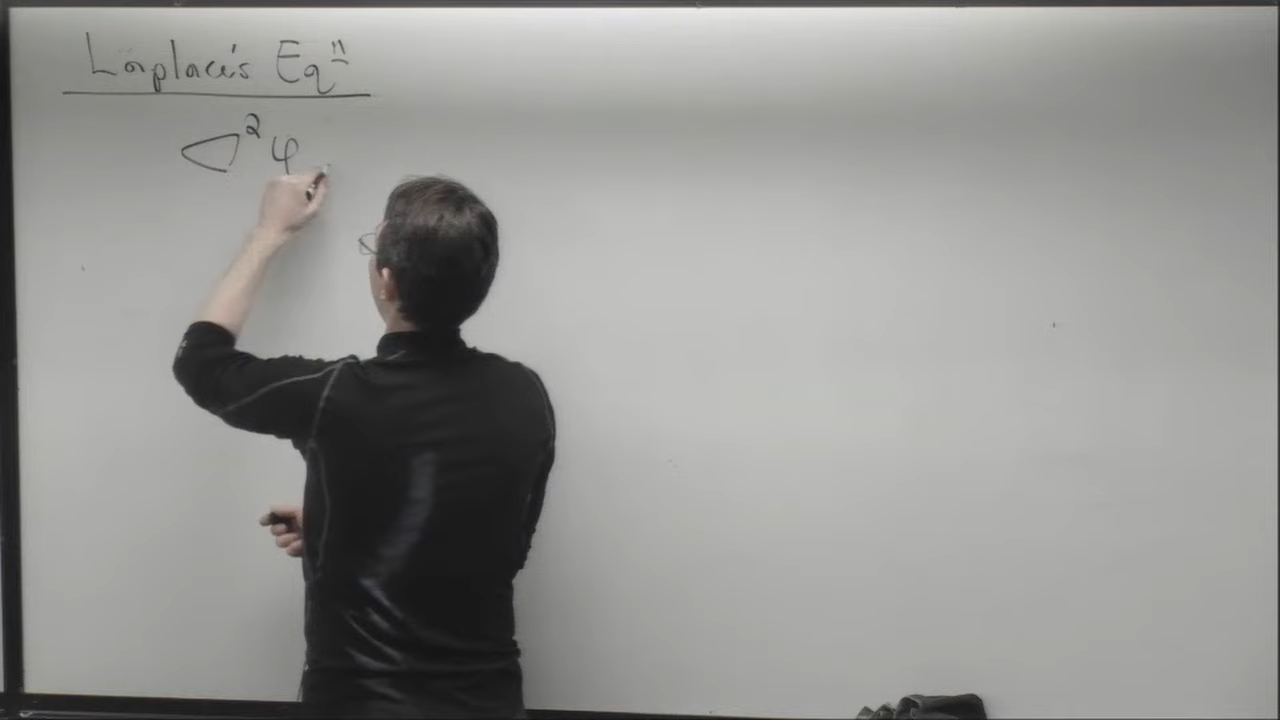 Laplace's Eqⁿ
∇²φ